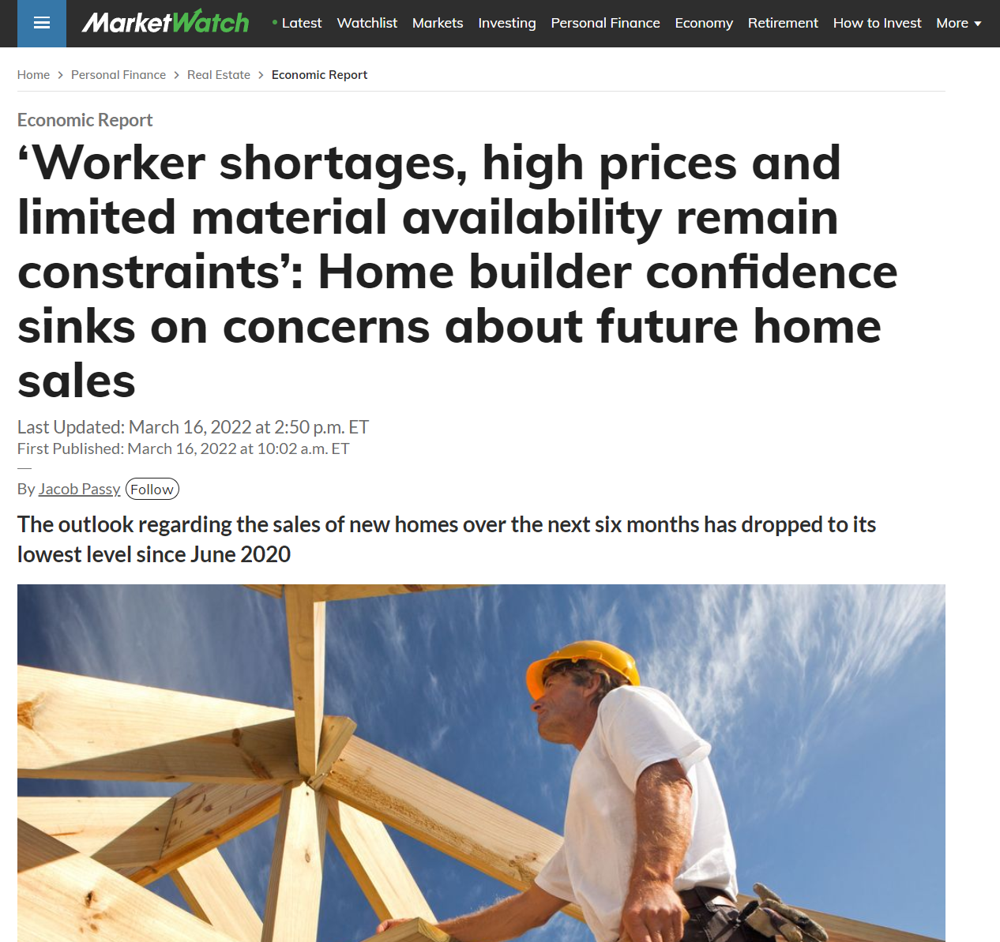 MarketWatch
• Latest Watchlist Markets Investing Personal Finance Economy Retirement How to Invest More
Home > Personal Finance > Real Estate > Economic Report
Economic Report
‘Worker shortages, high prices and
limited material availability remain
constraints’: Home builder confidence
sinks on concerns about future home
sales
Last Updated: March 16, 2022 at 2:50 p.m. ET
First Published: March 16, 2022 at 10:02 a.m. ET
—
By Jacob Passy Follow
The outlook regarding the sales of new homes over the next six months has dropped to its
lowest level since June 2020